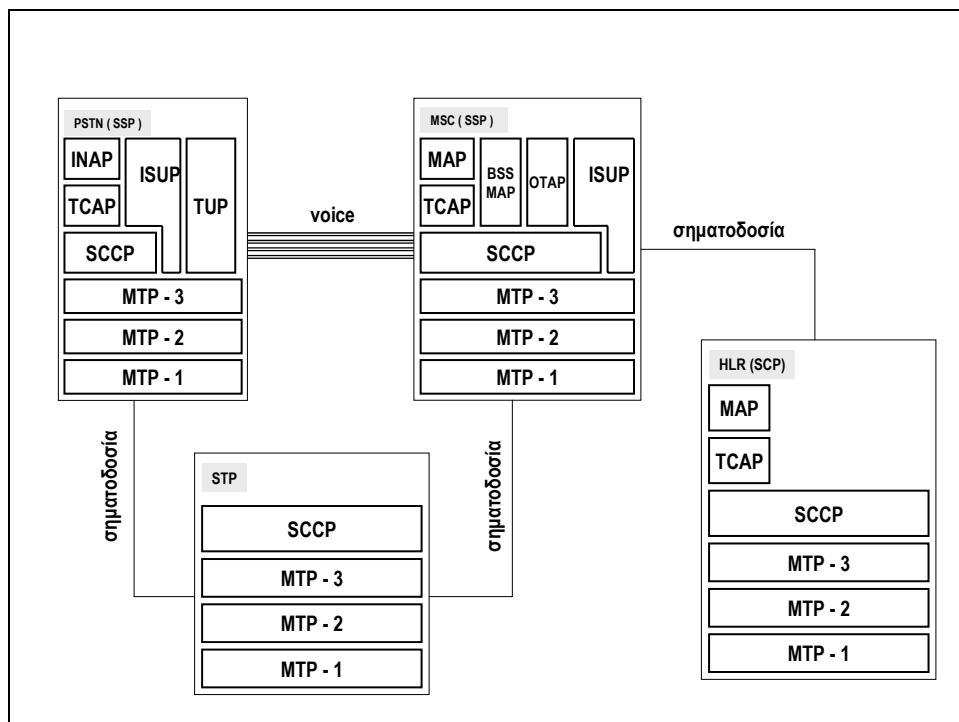 PSTN ( SSP )
INAP
ISUP
TUP
TCAP
SCCP
MTP - 3
MTP - 2
MTP - 1
voice
MSC ( SSP )
MAP
BSS
MAP
OTAP
ISUP
TCAP
SCCP
MTP - 3
MTP - 2
MTP - 1
σηματοδοσία
HLR (SCP)
MAP
TCAP
SCCP
MTP - 3
MTP - 2
MTP - 1
σηματοδοσία
STP
SCCP
MTP - 3
MTP - 2
MTP - 1
σηματοδοσία